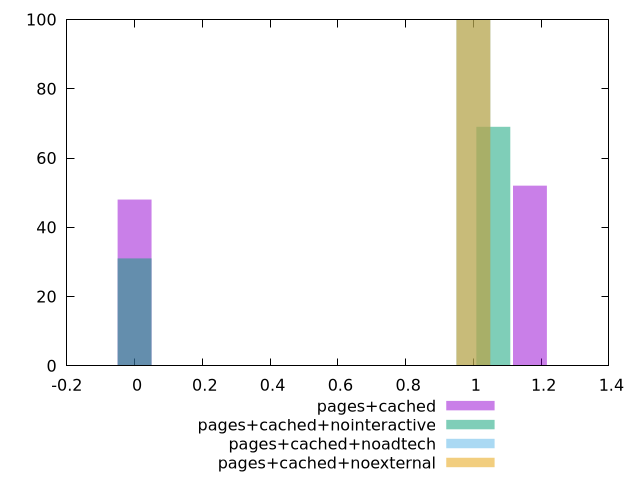 100
80
60
40
20
0
-0.2 0 0.2 0.4 0.6 0.8 1 1.2 1.4
pages+cached
pages+cached+nointeractive
pages+cached+noadtech
pages+cached+noexternal